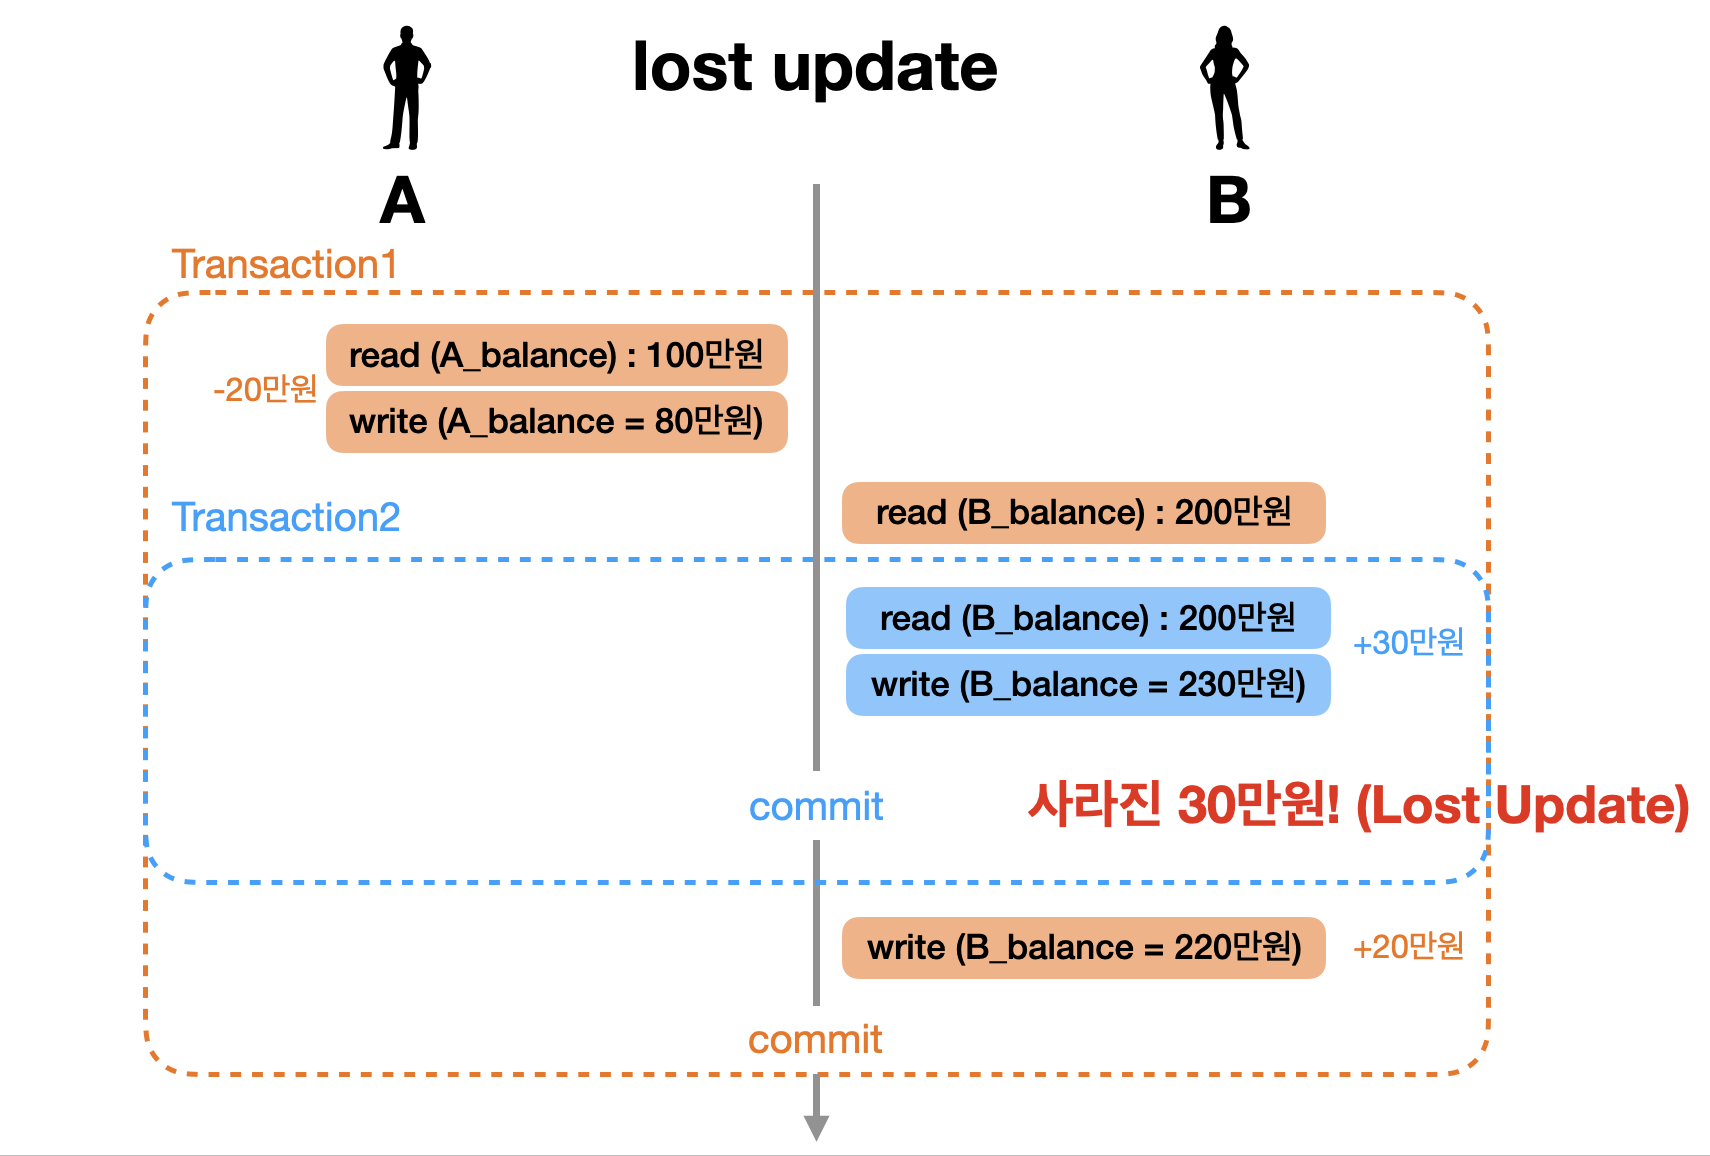 lost update
A
B
Transaction1
read (A_balance) : 100만원
-20만원
write (A_balance = 80만원)
Transaction2
read (B_balance) : 200만원
read (B_balance) : 200만원
+30만원
write (B_balance = 230만원)
commit
사라진 30만원! (Lost Update)
write (B_balance = 220만원)
+20만원
commit